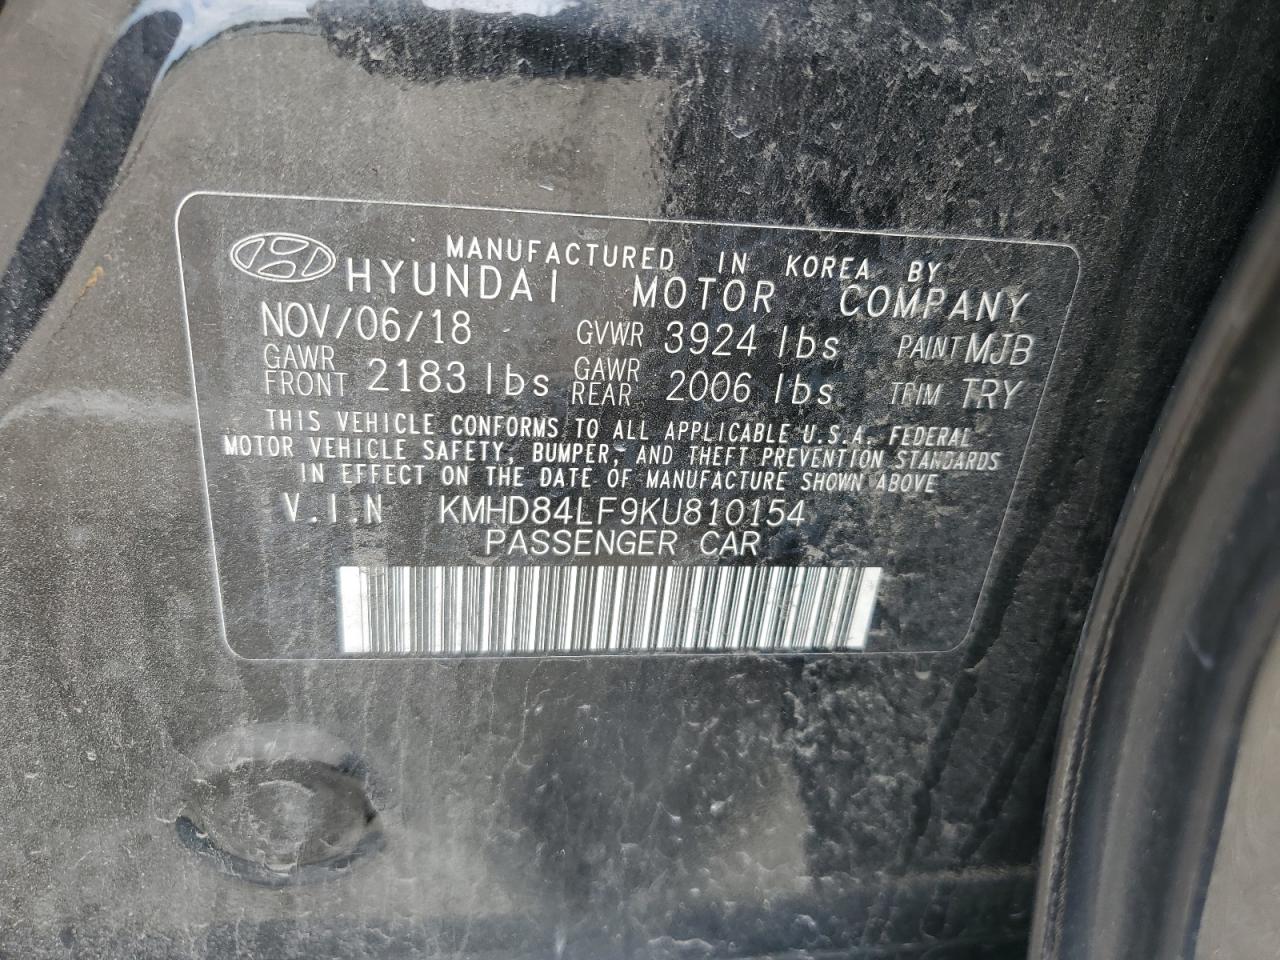 MANUFACTURED IN KOREA BY
HYUNDAI MOTOR COMPANY
NOV/06/18 GVWR 3924 lbs PAINT MJB
GAWR FRONT 2183 lbs GAWR REAR 2006 lbs TRIM TRY
THIS VEHICLE CONFORMS TO ALL APPLICABLE U.S.A. FEDERAL
MOTOR VEHICLE SAFETY, BUMPER, AND THEFT PREVENTION STANDARDS
IN EFFECT ON THE DATE OF MANUFACTURE SHOWN ABOVE
V.I.N KMHD84LF9KU810154
PASSENGER CAR